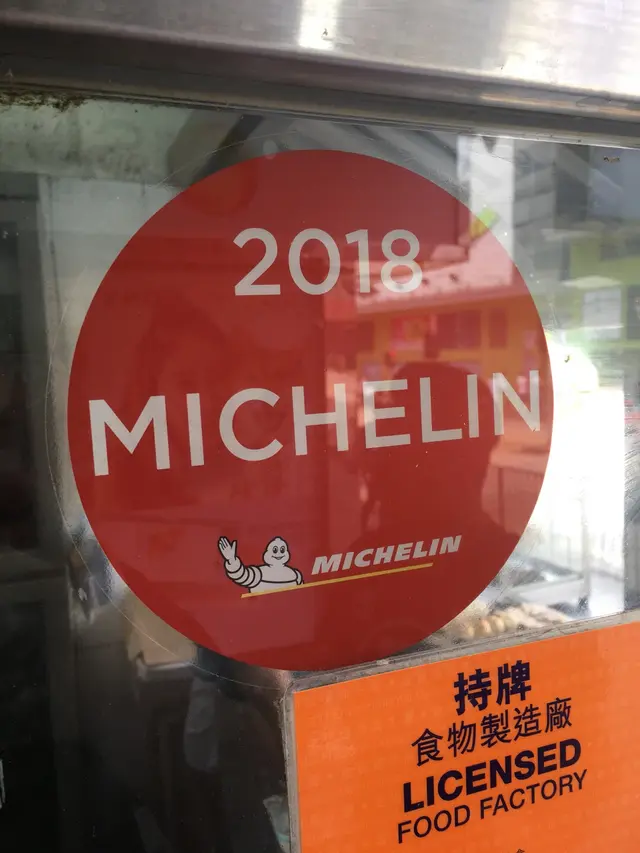 2018
MICHELIN
MICHELIN
持牌
食物製造廠
LICENSED
FOOD FACTORY